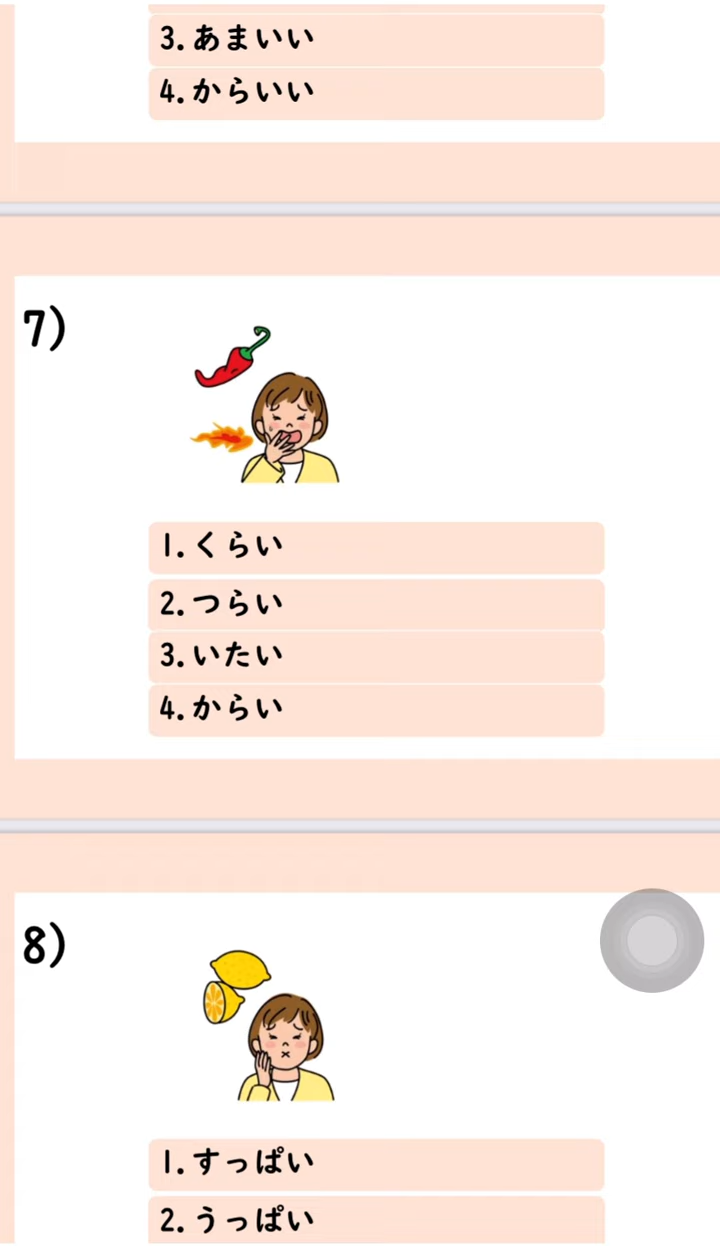 3. あまいい
4. からいい
7)
1. くらい
2. つらい
3. いたい
4. からい
8)
1. すっぱい
2. うっぱい